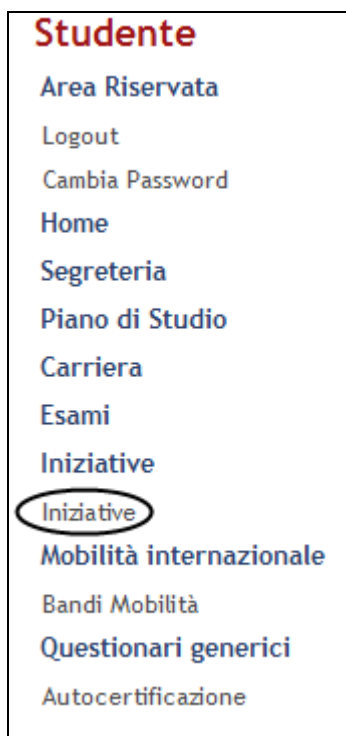 Studente
Area Riservata
Logout
Cambia Password
Home
Segreteria
Piano di Studio
Carriera
Esami
Iniziative
Iniziative
Mobilità internazionale
Bandi Mobilità
Questionari generici
Autocertificazione